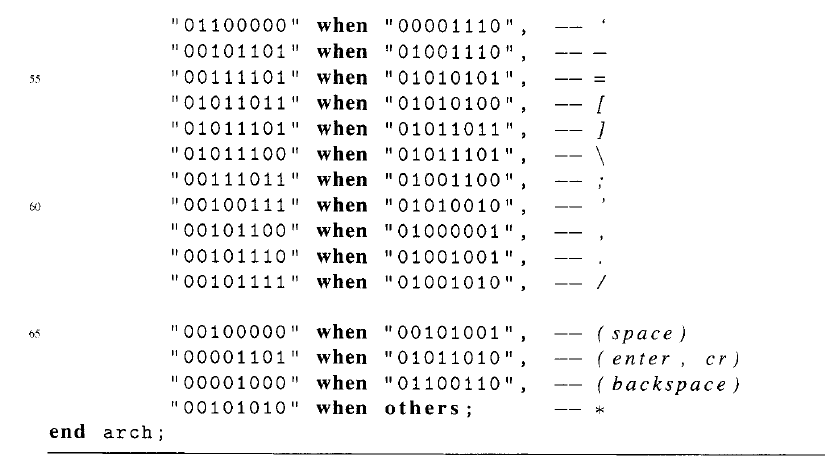 "01100000" when "00001110", -- ‘
"00101101" when "01001110", -- -
55 "00111101" when "01010101", -- =
"01011011" when "01010100", -- [
"01011101" when "01011011", -- ]
"01011100" when "01011101", -- \
"00111011" when "01001100", -- ;
60 "00100111" when "01010010", -- ’
"00101100" when "01000001", -- ,
"00101110" when "01001001", -- .
"00101111" when "01001010", -- /
65 "00100000" when "00101001", -- (space)
"00001101" when "01011010", -- (enter, cr)
"00001000" when "01100110", -- (backspace)
"00101010" when others; -- *
end arch;